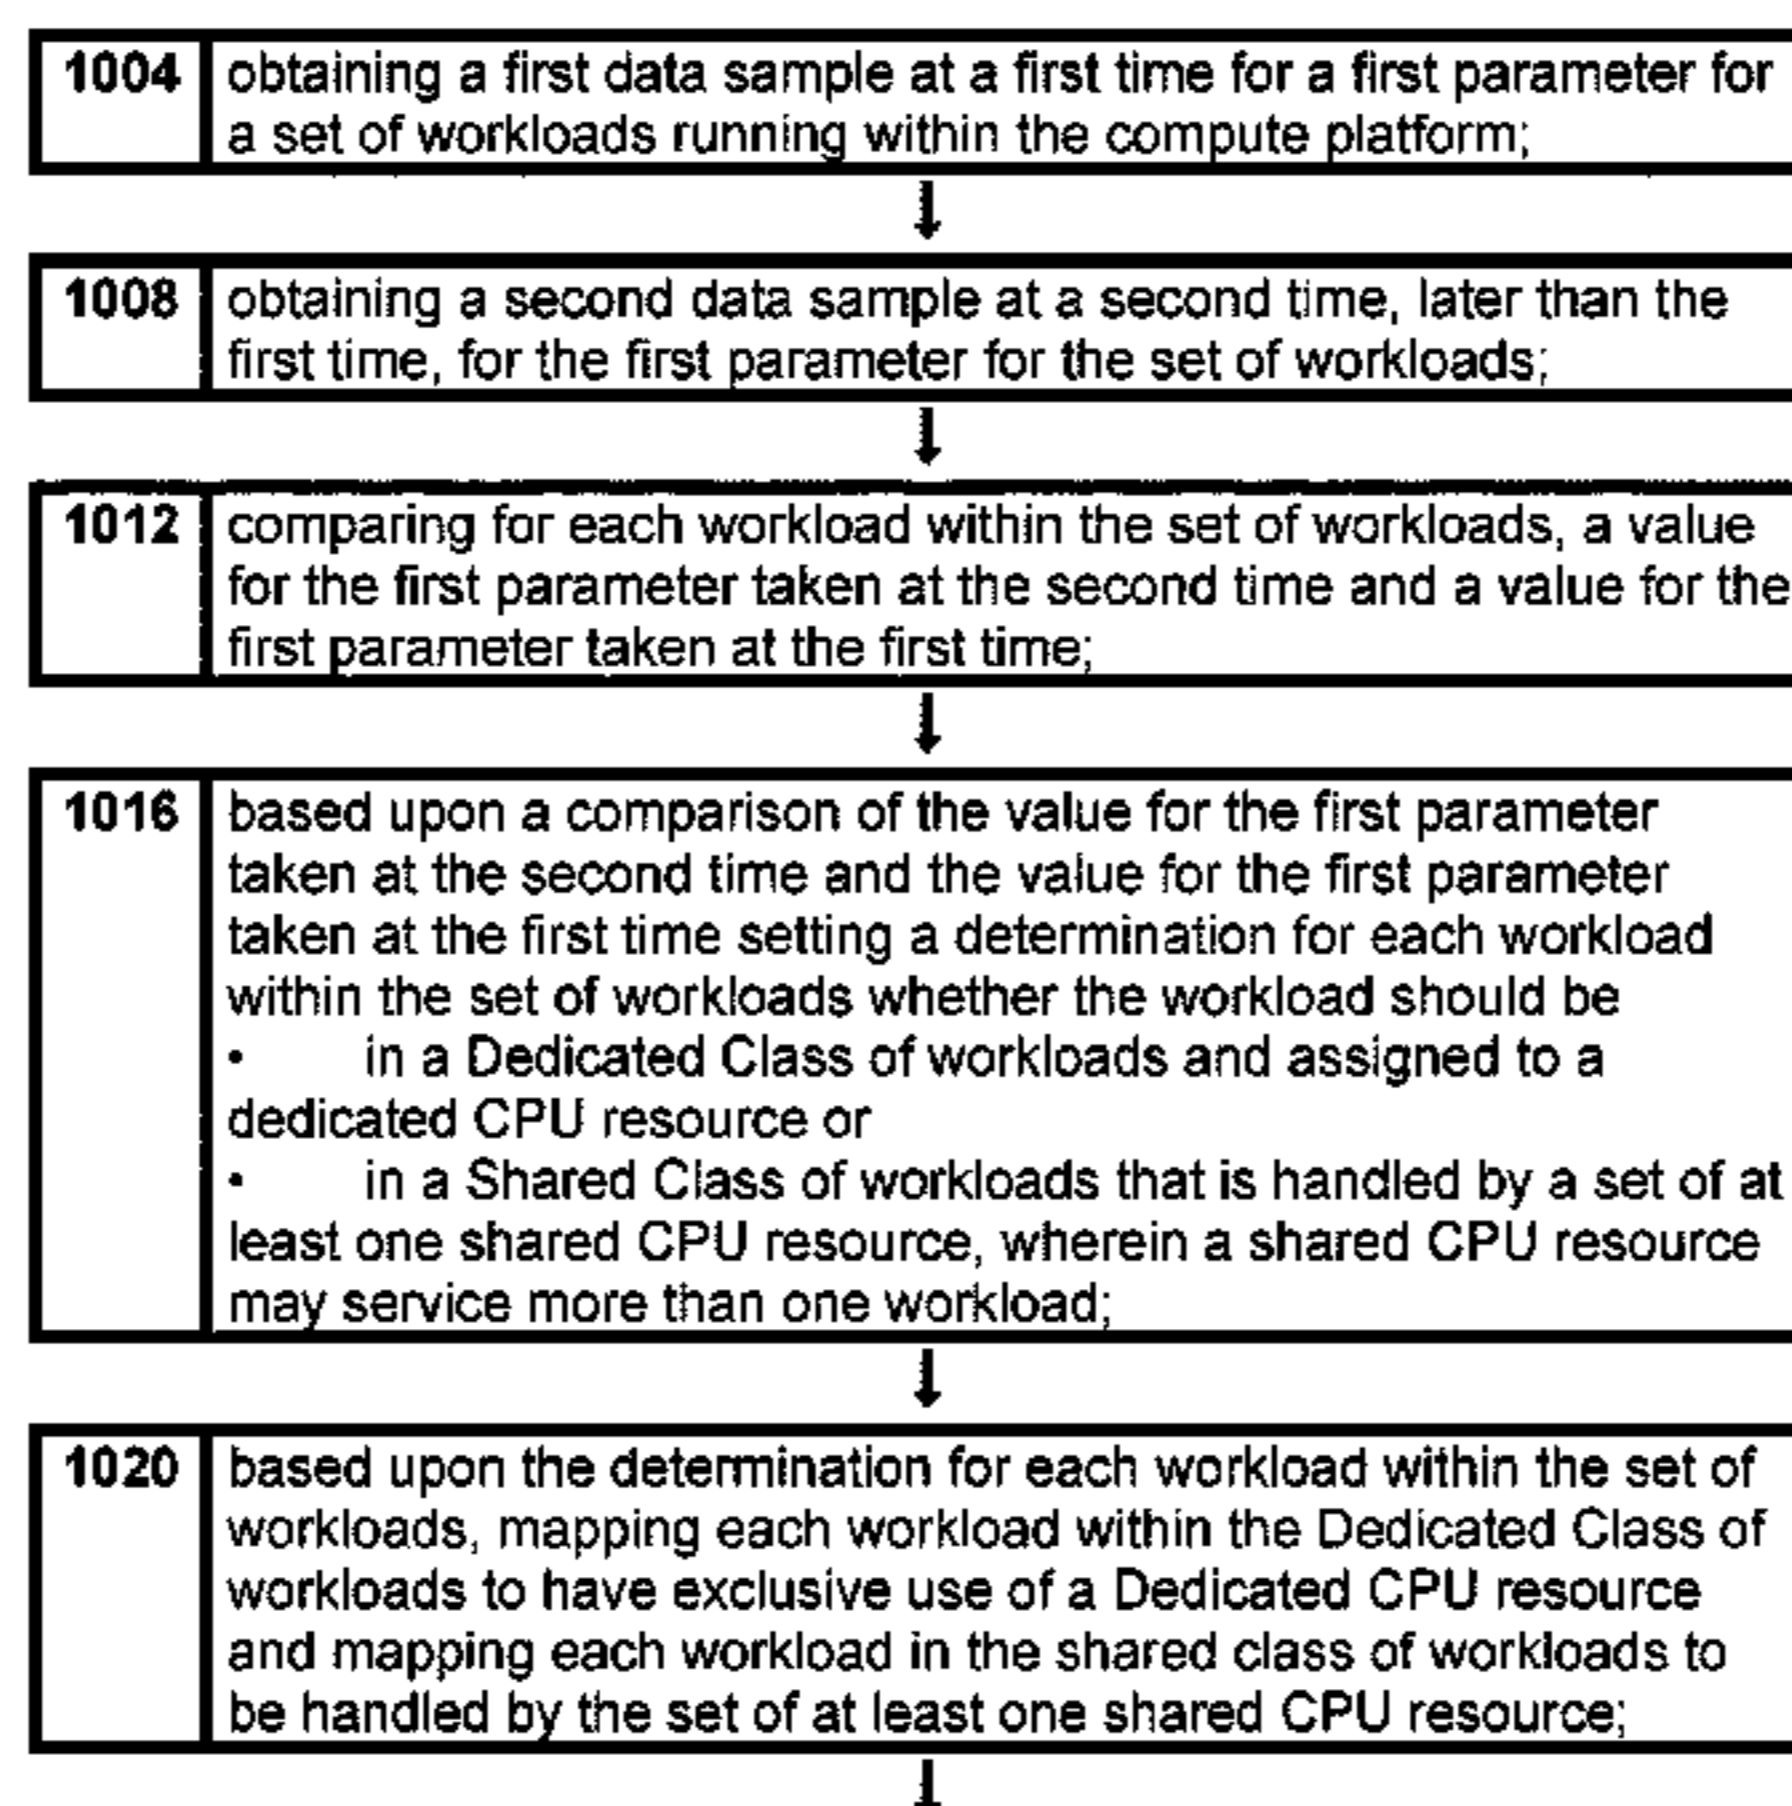 1004 obtaining a first data sample at a first time for a first parameter for
a set of workloads running within the compute platform;
1008 obtaining a second data sample at a second time, later than the
first time, for the first parameter for the set of workloads;
1012 comparing for each workload within the set of workloads, a value
for the first parameter taken at the second time and a value for the
first parameter taken at the first time;
1016 based upon a comparison of the value for the first parameter
taken at the second time and the value for the first parameter
taken at the first time setting a determination for each workload
within the set of workloads whether the workload should be
• in a Dedicated Class of workloads and assigned to a
dedicated CPU resource or
• in a Shared Class of workloads that is handled by a set of at
least one shared CPU resource, wherein a shared CPU resource
may service more than one workload;
1020 based upon the determination for each workload within the set of
workloads, mapping each workload within the Dedicated Class of
workloads to have exclusive use of a Dedicated CPU resource
and mapping each workload in the shared class of workloads to
be handled by the set of at least one shared CPU resource;